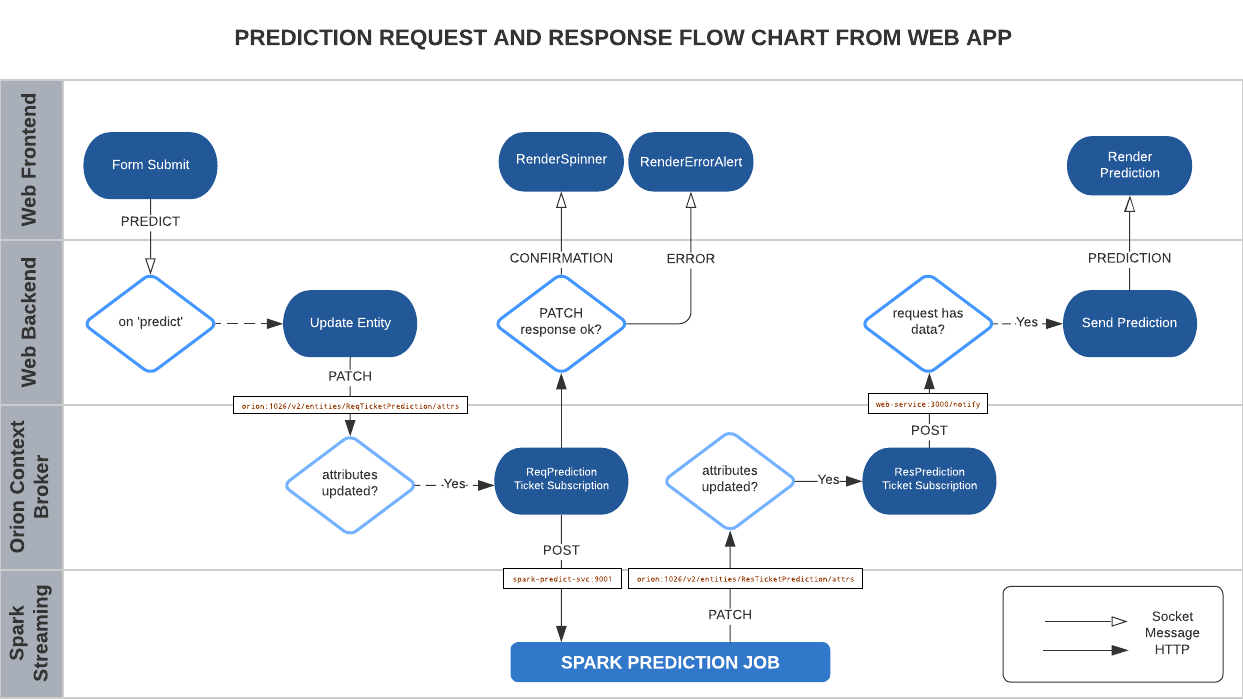 PREDICTION REQUEST AND RESPONSE FLOW CHART FROM WEB APP
Web Frontend
Form Submit
RenderSpinner
RenderErrorAlert
Render
Prediction
PREDICT
Web Backend
CONFIRMATION
ERROR
PREDICTION
on 'predict'
Update Entity
PATCH
response ok?
request has
data?
Yes
Send Prediction
PATCH
orion:1026/v2/entities/ReqTicketPrediction/attrs
web-service:3000/notify
POST
Orion Context
Broker
attributes
updated?
Yes
ReqPrediction
Ticket Subscription
attributes
updated?
Yes
ResPrediction
Ticket Subscription
POST
spark-predict-svc:9001
orion:1026/v2/entities/ResTicketPrediction/attrs
Spark
Streaming
PATCH
SPARK PREDICTION JOB
Socket
Message
HTTP